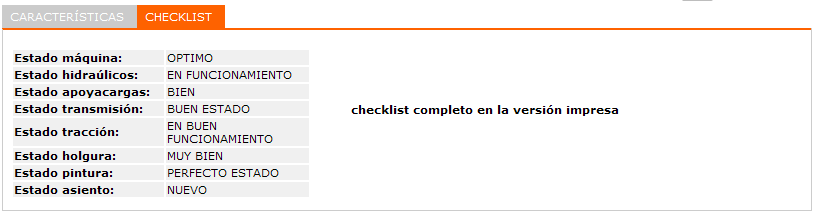 CARACTERÍSTICAS CHECKLIST
Estado máquina: OPTIMO
Estado hidraúlicos: EN FUNCIONAMIENTO
Estado apoyacargas: BIEN
Estado transmisión: BUEN ESTADO
Estado tracción: EN BUEN
FUNCIONAMIENTO
Estado holgura: MUY BIEN
Estado pintura: PERFECTO ESTADO
Estado asiento: NUEVO
checklist completo en la versión impresa